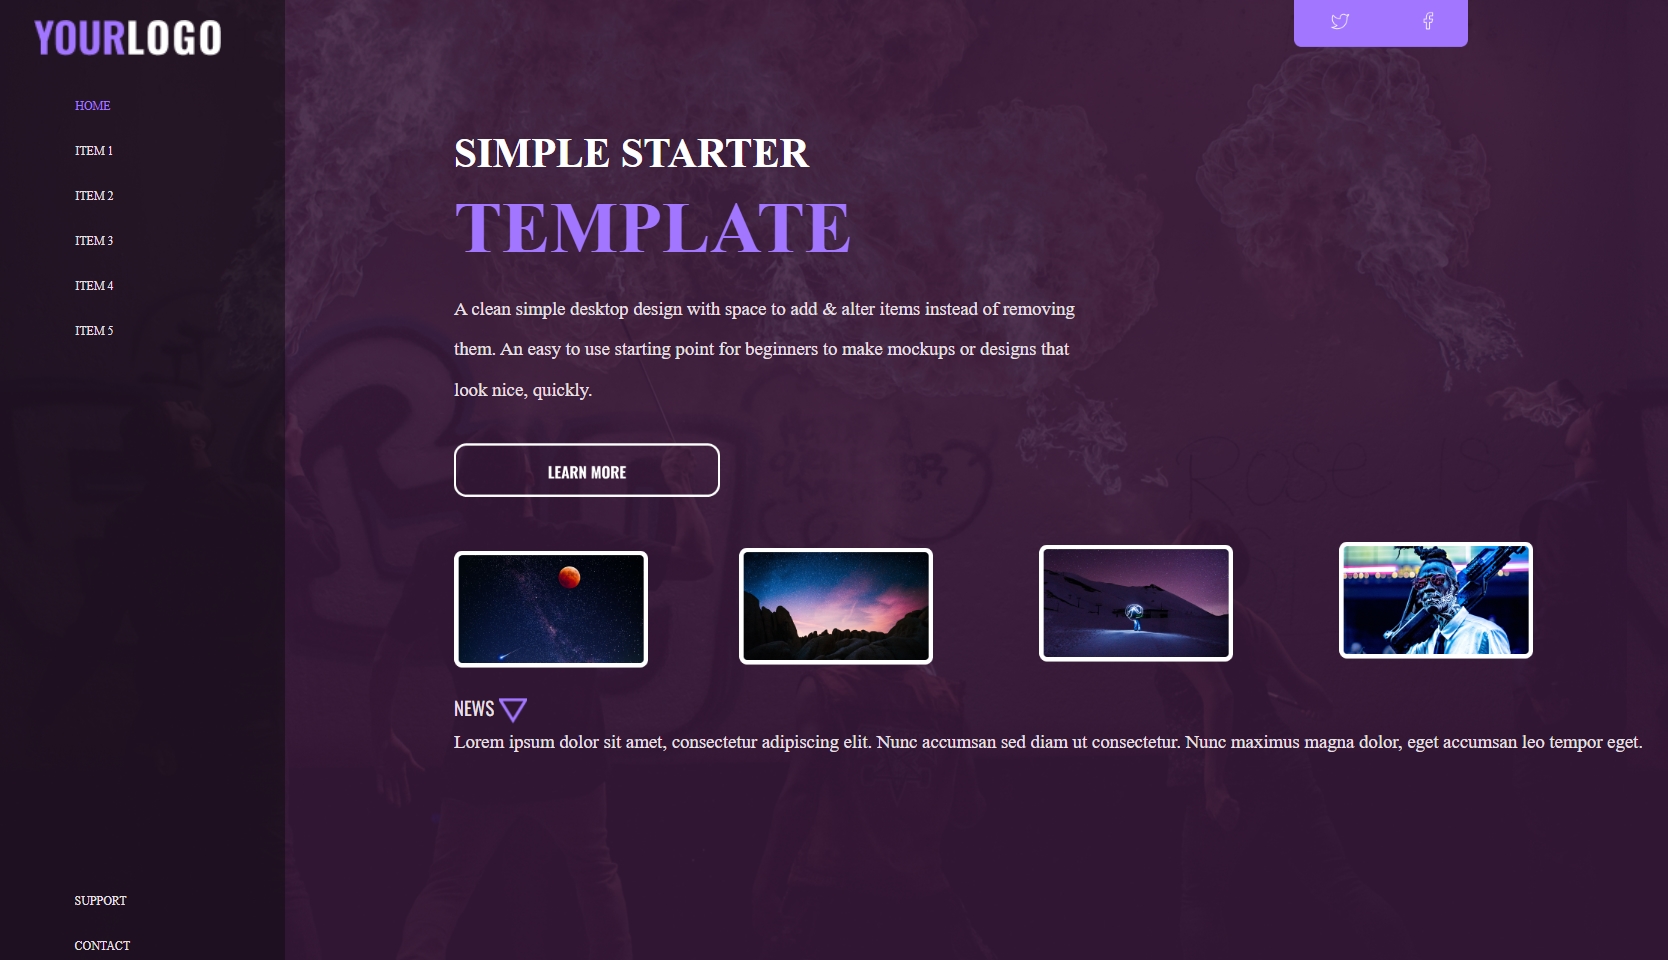 YOURLOGO
HOME
ITEM 1
ITEM 2
ITEM 3
ITEM 4
ITEM 5
SUPPORT
CONTACT
SIMPLE STARTER
TEMPLATE
A clean simple desktop design with space to add & alter items instead of removing
them. An easy to use starting point for beginners to make mockups or designs that
look nice, quickly.
LEARN MORE
NEWS
Lorem ipsum dolor sit amet, consectetur adipiscing elit. Nunc accumsan sed diam ut consectetur. Nunc maximus magna dolor, eget accumsan leo tempor eget.
Rose Is